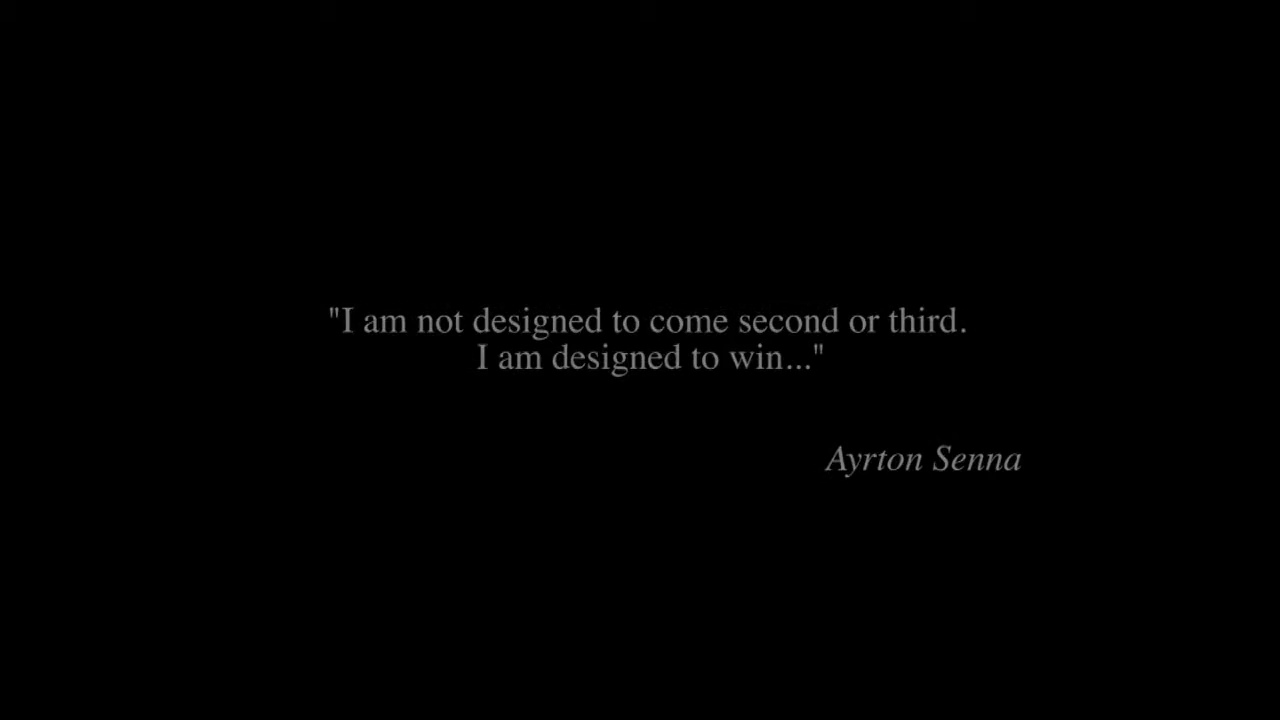 "I am not designed to come second or third.
I am designed to win..."
Ayrton Senna